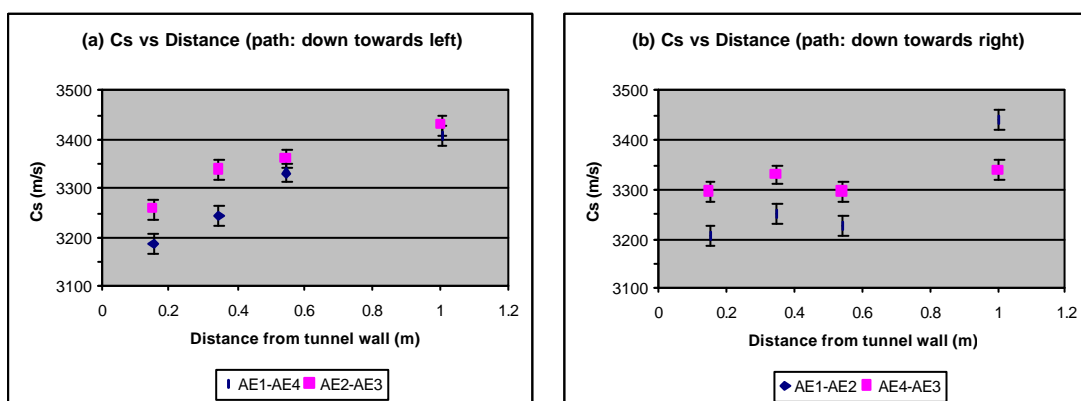 (a) Cs vs Distance (path: down towards left)
3500
3400
3300
3200
3100
Cs (m/s)
0 0.2 0.4 0.6 0.8 1 1.2
Distance from tunnel wall (m)
AE1-AE4 AE2-AE3
(b) Cs vs Distance (path: down towards right)
3500
3400
3300
3200
3100
Cs (m/s)
0 0.2 0.4 0.6 0.8 1 1.2
Distance from tunnel wall (m)
AE1-AE2 AE4-AE3